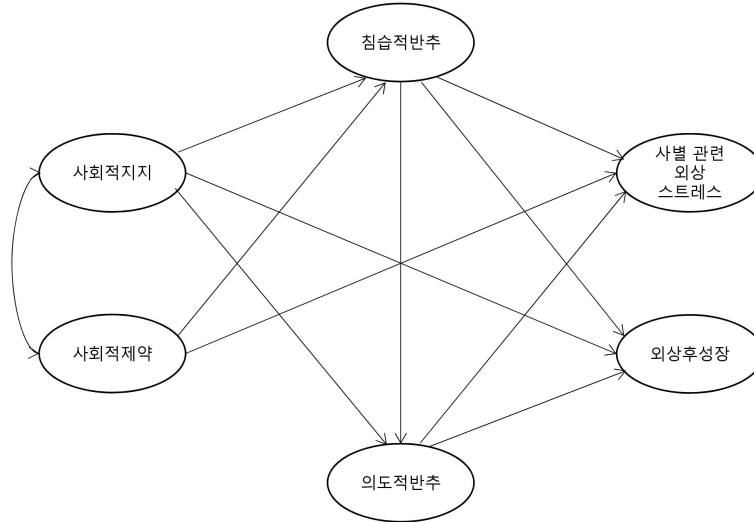 침습적반추
사회적지지
사별 관련
외상
스트레스
사회적제약
외상후성장
의도적반추